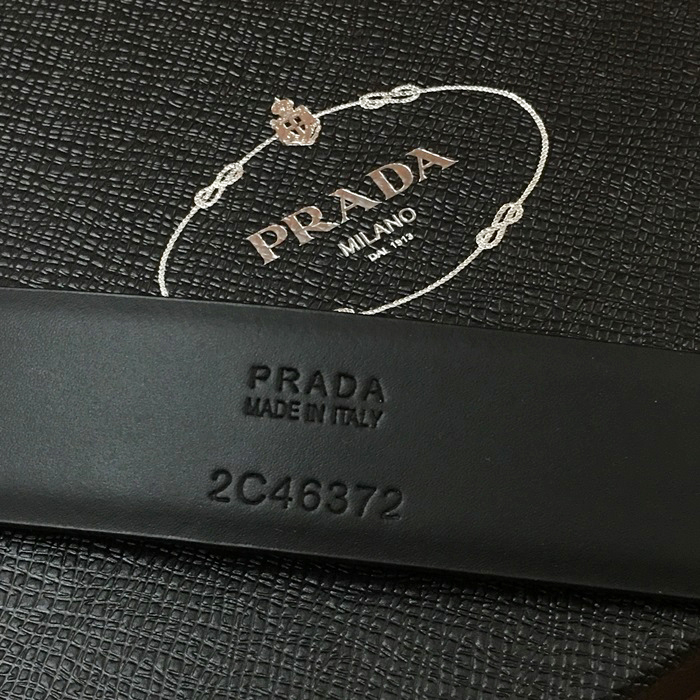 PRADA
MILANO
DAL 1913
PRADA
MADE IN ITALY
2C46372